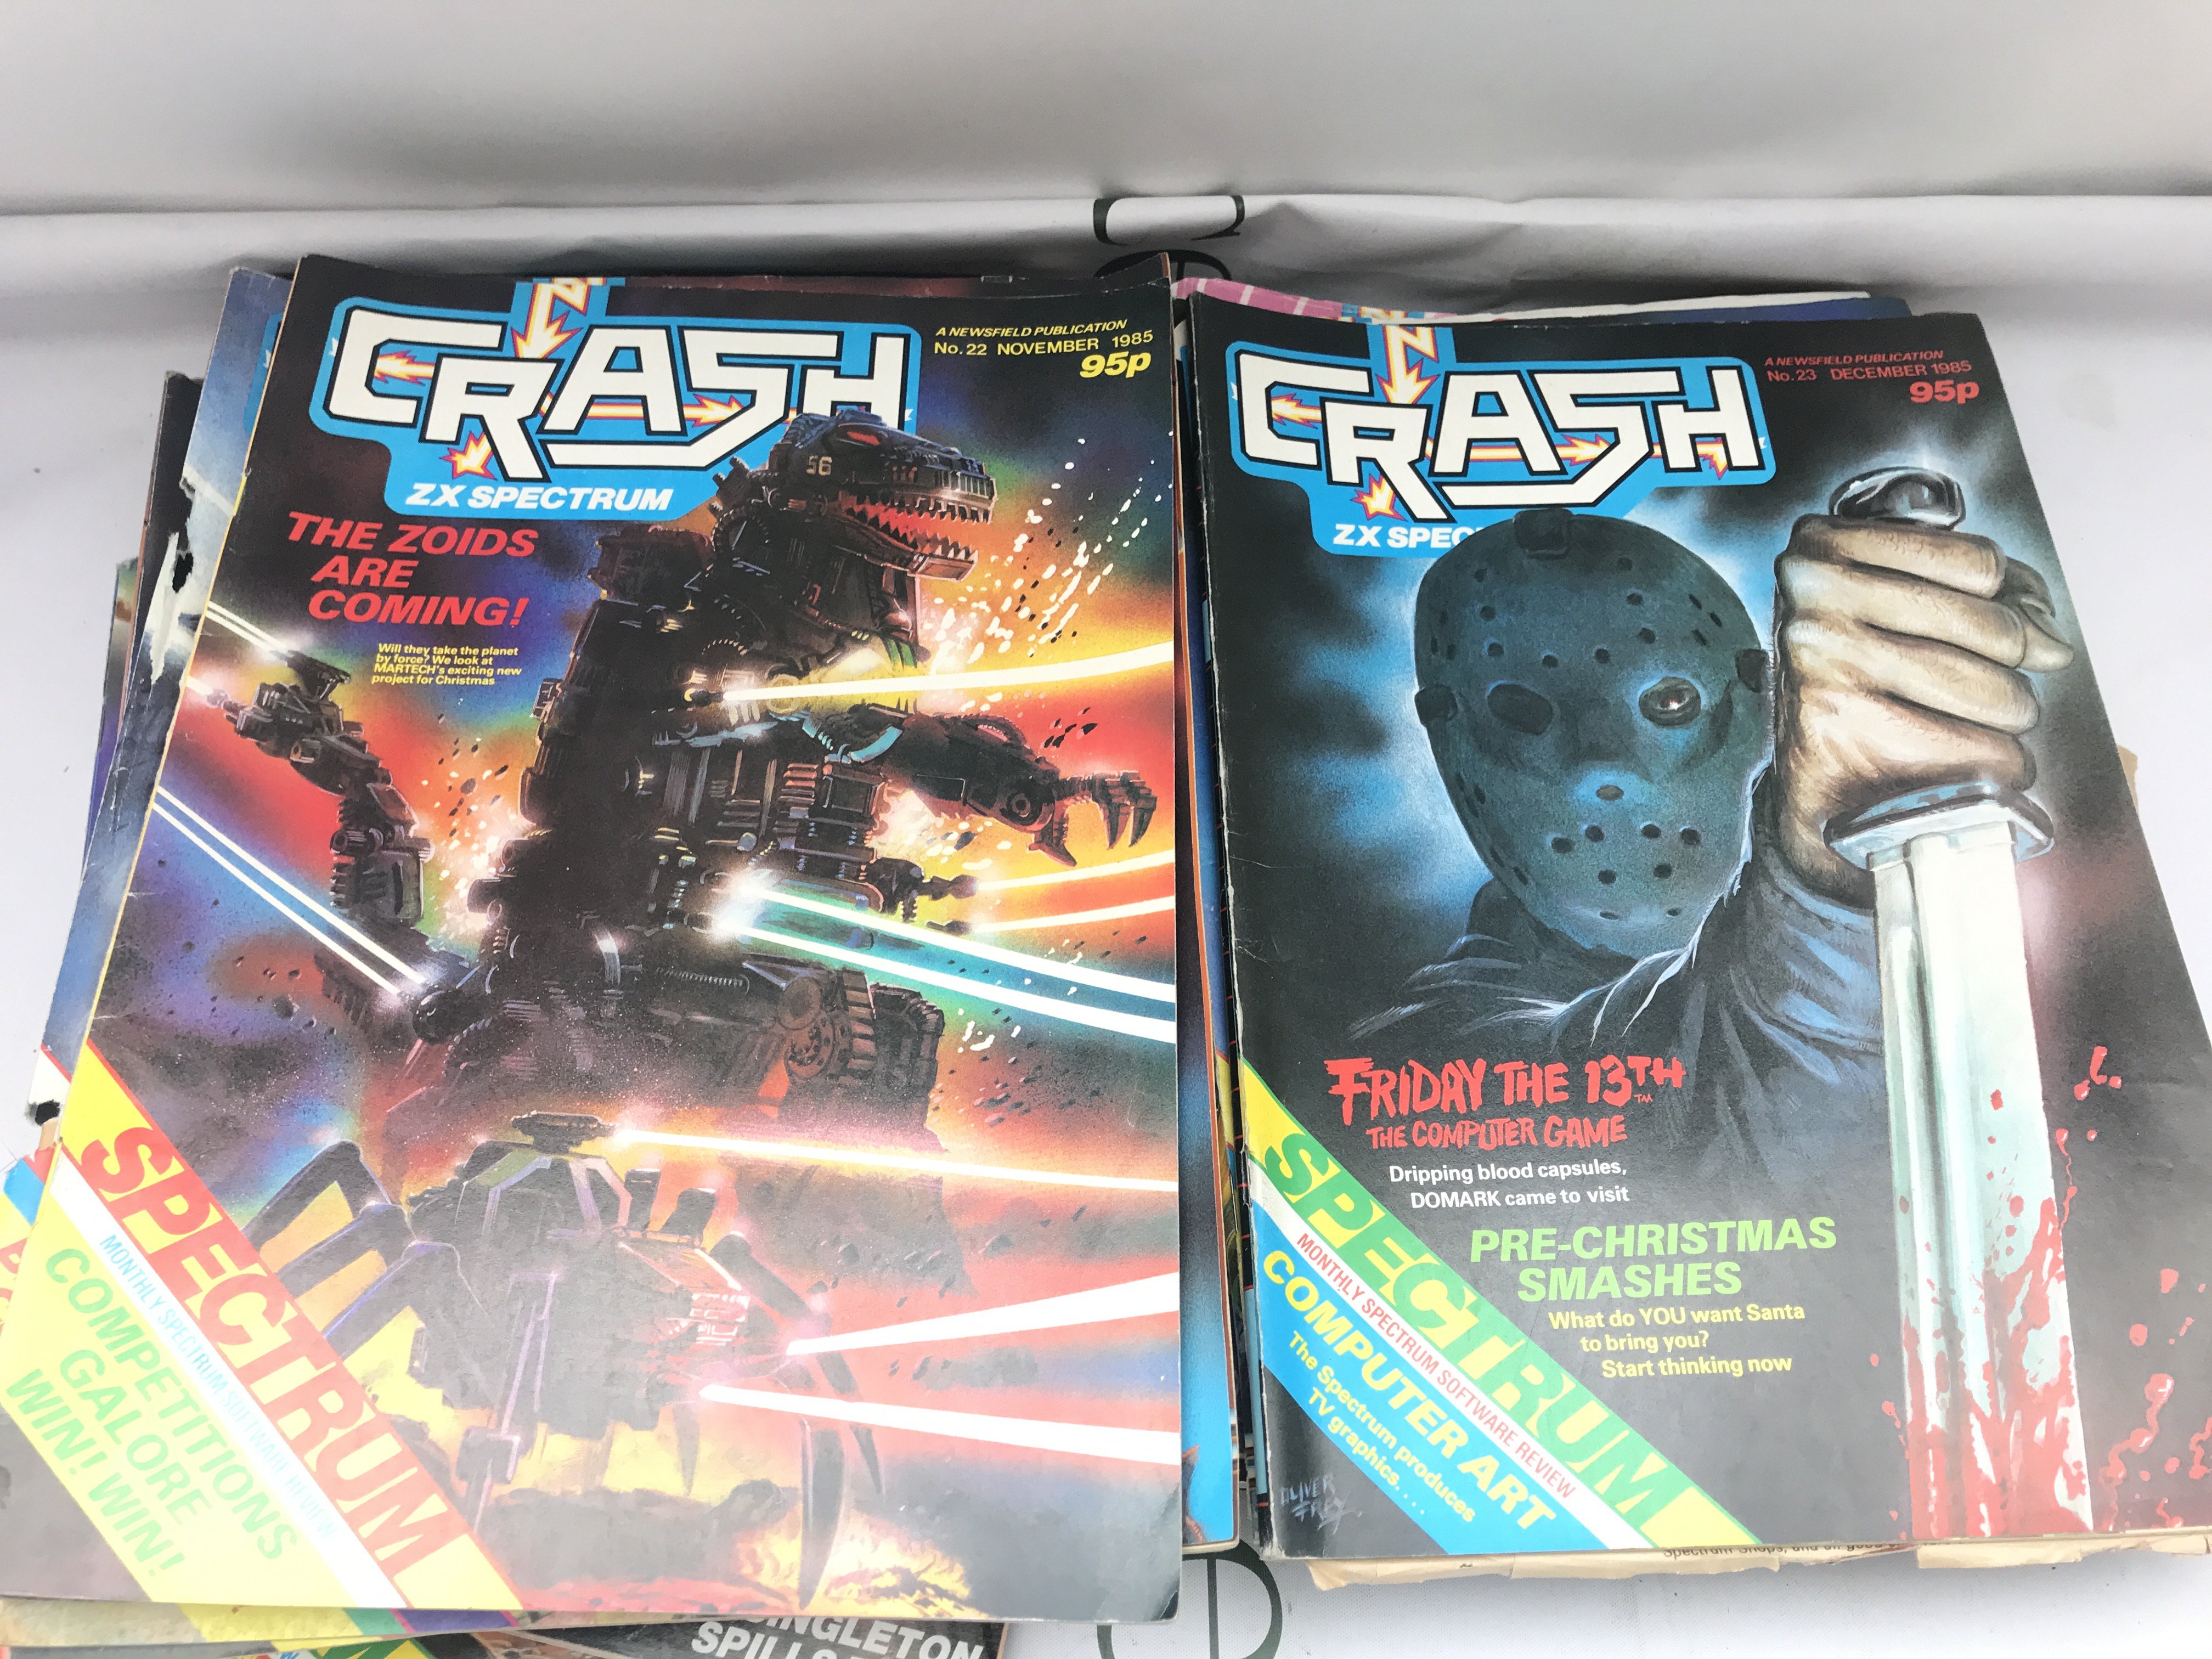 CRASH
ZX SPECTRUM
A NEWSFIELD PUBLICATION
No. 22 NOVEMBER 1985
95p
THE ZOIDS
ARE
COMING!
Will they take the planet
by force? We look at
MARTECH's exciting new
project for Christmas
56
SPECTRUM
MONTHLY SPECTRUM SOFTWARE REVIEW
COMPETITIONS
GALORE
WIN! WIN!
SINGLETON
CRASH
ZX SPEC
A NEWSFIELD PUBLICATION
No. 23 DECEMBER 1985
95p
FRIDAY THE 13TH
THE COMPUTER GAME
Dripping blood capsules,
DOMARK came to visit
PRE-CHRISTMAS
SMASHES
What do YOU want Santa
to bring you?
Start thinking now
SPECTRUM
MONTHLY SPECTRUM SOFTWARE REVIEW
COMPUTER ART
The Spectrum produces
TV graphics. . . .
OLIVER
FREY